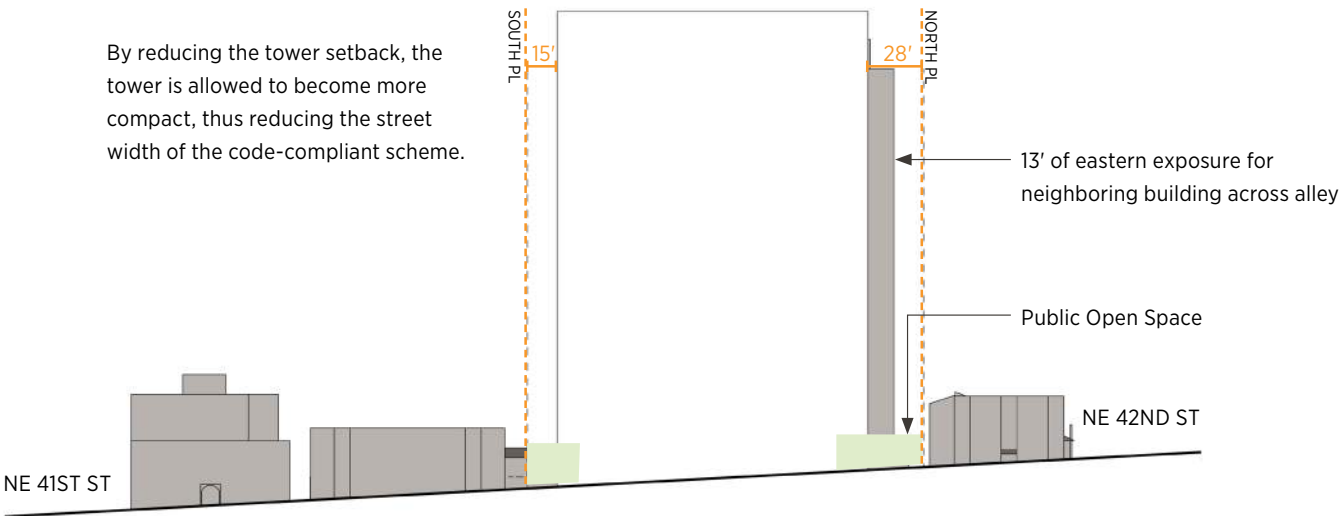 By reducing the tower setback, the
tower is allowed to become more
compact, thus reducing the street
width of the code-compliant scheme.
SOUTH PL
15'
28'
NORTH PL
13' of eastern exposure for
neighboring building across alley
Public Open Space
NE 42ND ST
NE 41ST ST